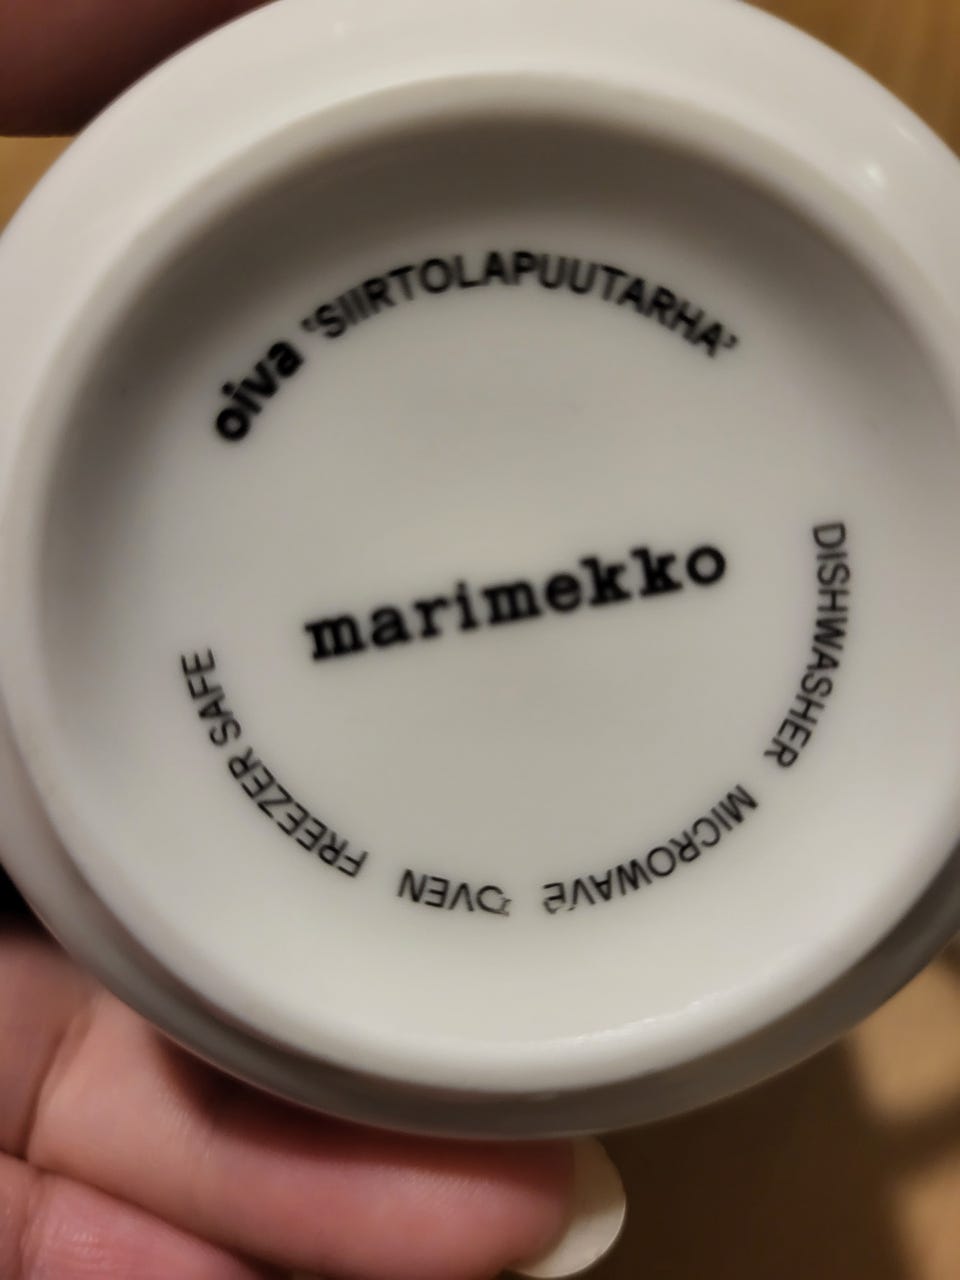 oiva 'SIIRTOLAPUUTARHA'
marimekko
DISHWASHER MICROWAVE OVEN FREEZER SAFE